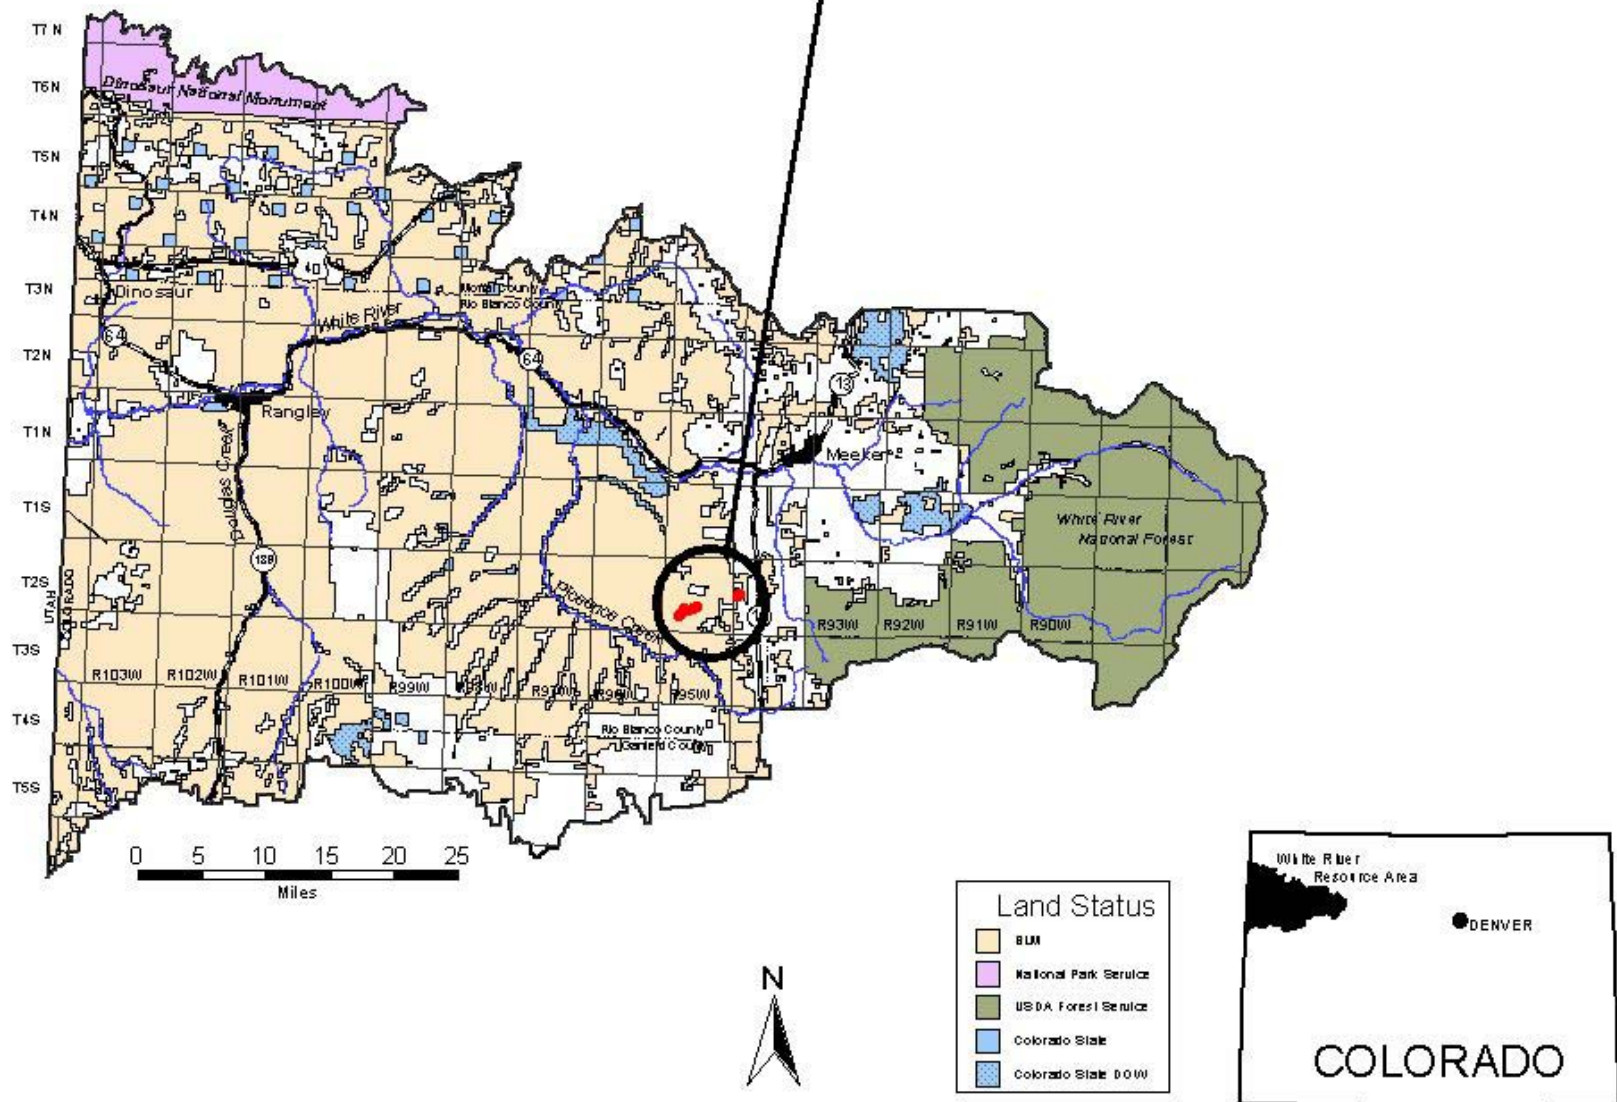 T7N
T6N
T5N
T4N
T3N
T2N
T1N
T1S
T2S
T3S
T4S
T5S
Dinosaur National Monument
40
Dinosaur
Moffat County
Rio Blanco County
White River
64
64
13
Rangley
Meeker
Douglas Creek
139
White River
National Forest
UTAH
COLORADO
Piceance Creek
R93W R92W R91W R90W
R103W R102W R101W R100W R99W R98W R97W R96W R95W
Rio Blanco County
Garfield County
0 5 10 15 20 25
Miles
N
Land Status
BLM
National Park Service
USDA Forest Service
Colorado State
Colorado State DOW
White River
Resource Area
DENVER
COLORADO